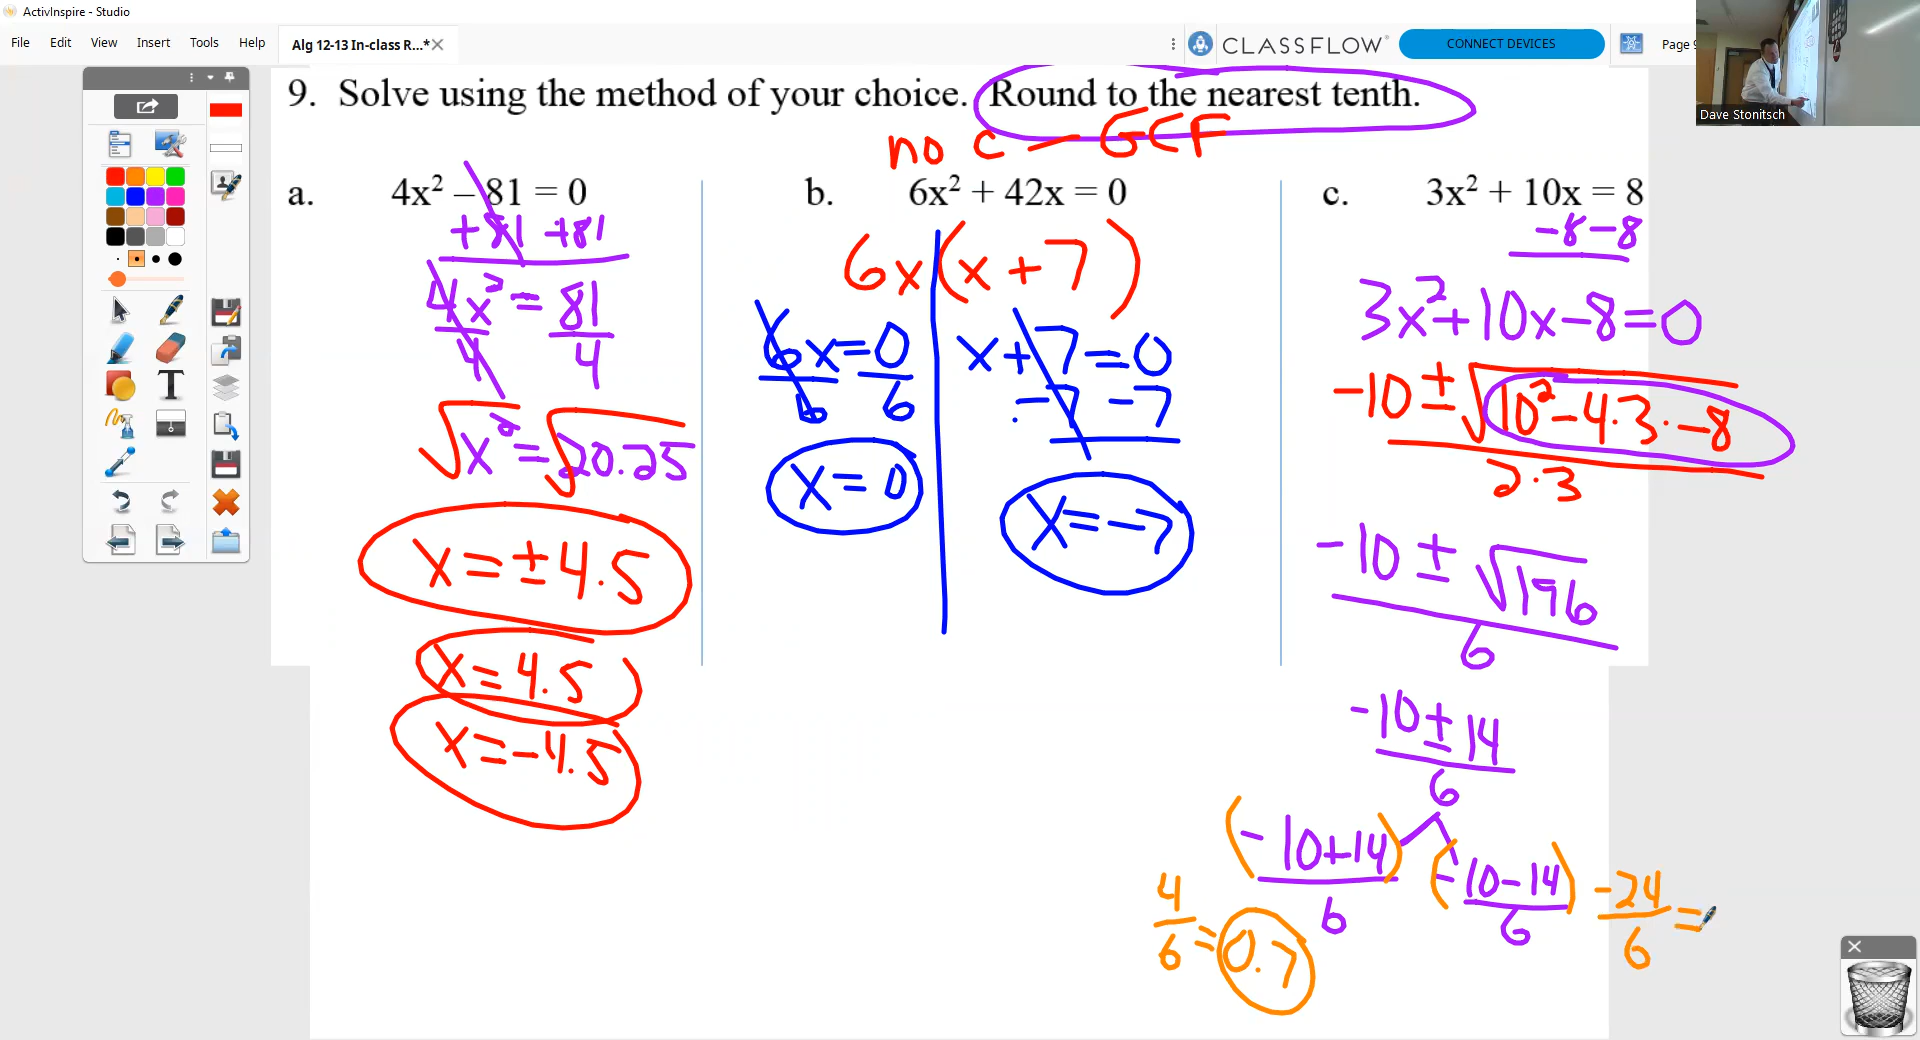 ActivInspire - Studio
File Edit View Insert Tools Help
Alg 12-13 In-class R...*
CLASSFLOW
CONNECT DEVICES
Page 9
Dave Stonitsch
9. Solve using the method of your choice. Round to the nearest tenth.
no c — GCF
a. 4x² – 81 = 0
+81 +81
4x² = 81
4 4
√x² = √20.25
x = ±4.5
x = 4.5
x = -4.5
b. 6x² + 42x = 0
6x(x + 7)
6x = 0
6 6
x = 0
x + 7 = 0
-7 -7
x = -7
c. 3x² + 10x = 8
-8 -8
3x² + 10x - 8 = 0
-10 ± √10² - 4·3·-8
2·3
-10 ± √196
6
-10 ± 14
6
(-10+14)
6
4
6 = 0.7
(-10-14)
6
-24
6 =